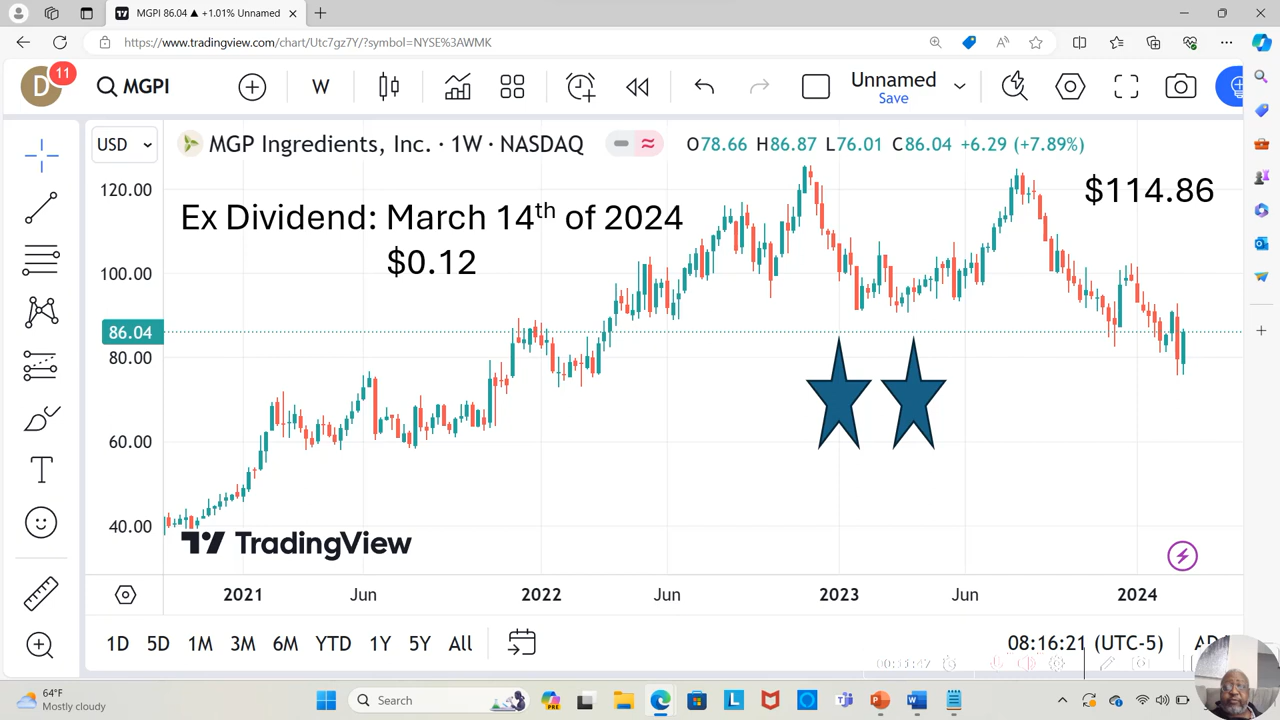 MGPI 86.04 ▲ +1.01% Unnamed
https://www.tradingview.com/chart/Utc7gz7Y/?symbol=NYSE%3AWMK
D 11 MGPI W Unnamed
Save
USD MGP Ingredients, Inc. · 1W · NASDAQ O78.66 H86.87 L76.01 C86.04 +6.29 (+7.89%)
120.00 $114.86
Ex Dividend: March 14th of 2024
$0.12
100.00
86.04
80.00
60.00
40.00
TradingView
2021 Jun 2022 Jun 2023 Jun 2024
1D 5D 1M 3M 6M YTD 1Y 5Y All 08:16:21 (UTC-5)
64°F
Mostly cloudy
Search
PRE